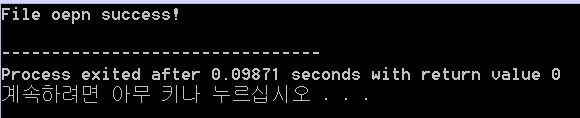 File oepn success!
--------------------------------
Process exited after 0.09871 seconds with return value 0
계속하려면 아무 키나 누르십시오 . . .